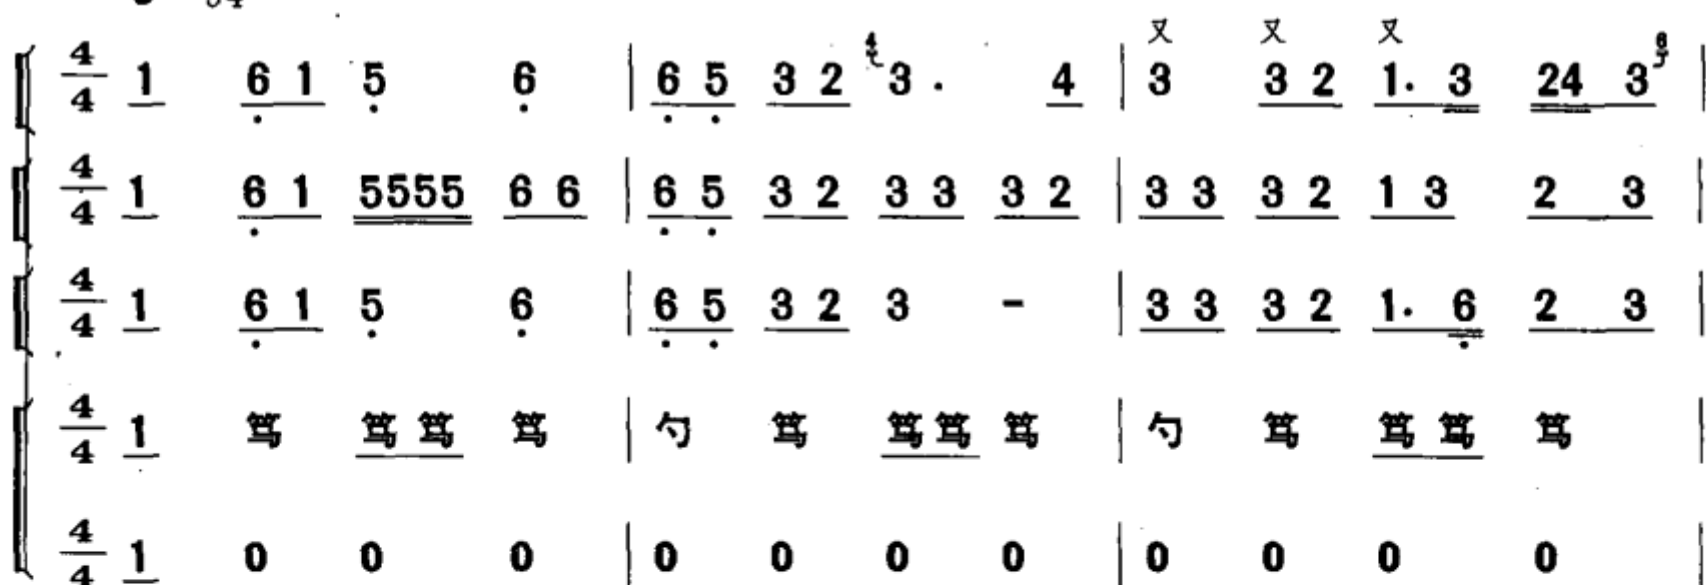 又 又 又
4/4 1 6 1 5 6 | 6 5 3 2 4 3 . 4 | 3 3 2 1. 3 24 3 6 |
4/4 1 6 1 5555 6 6 | 6 5 3 2 3 3 3 2 | 3 3 3 2 1 3 2 3 |
4/4 1 6 1 5 6 | 6 5 3 2 3 - | 3 3 3 2 1. 6 2 3 |
4/4 1 笃 笃笃 笃 | 勺 笃 笃笃 笃 | 勺 笃 笃笃 笃 |
4/4 1 0 0 0 | 0 0 0 0 | 0 0 0 0 |